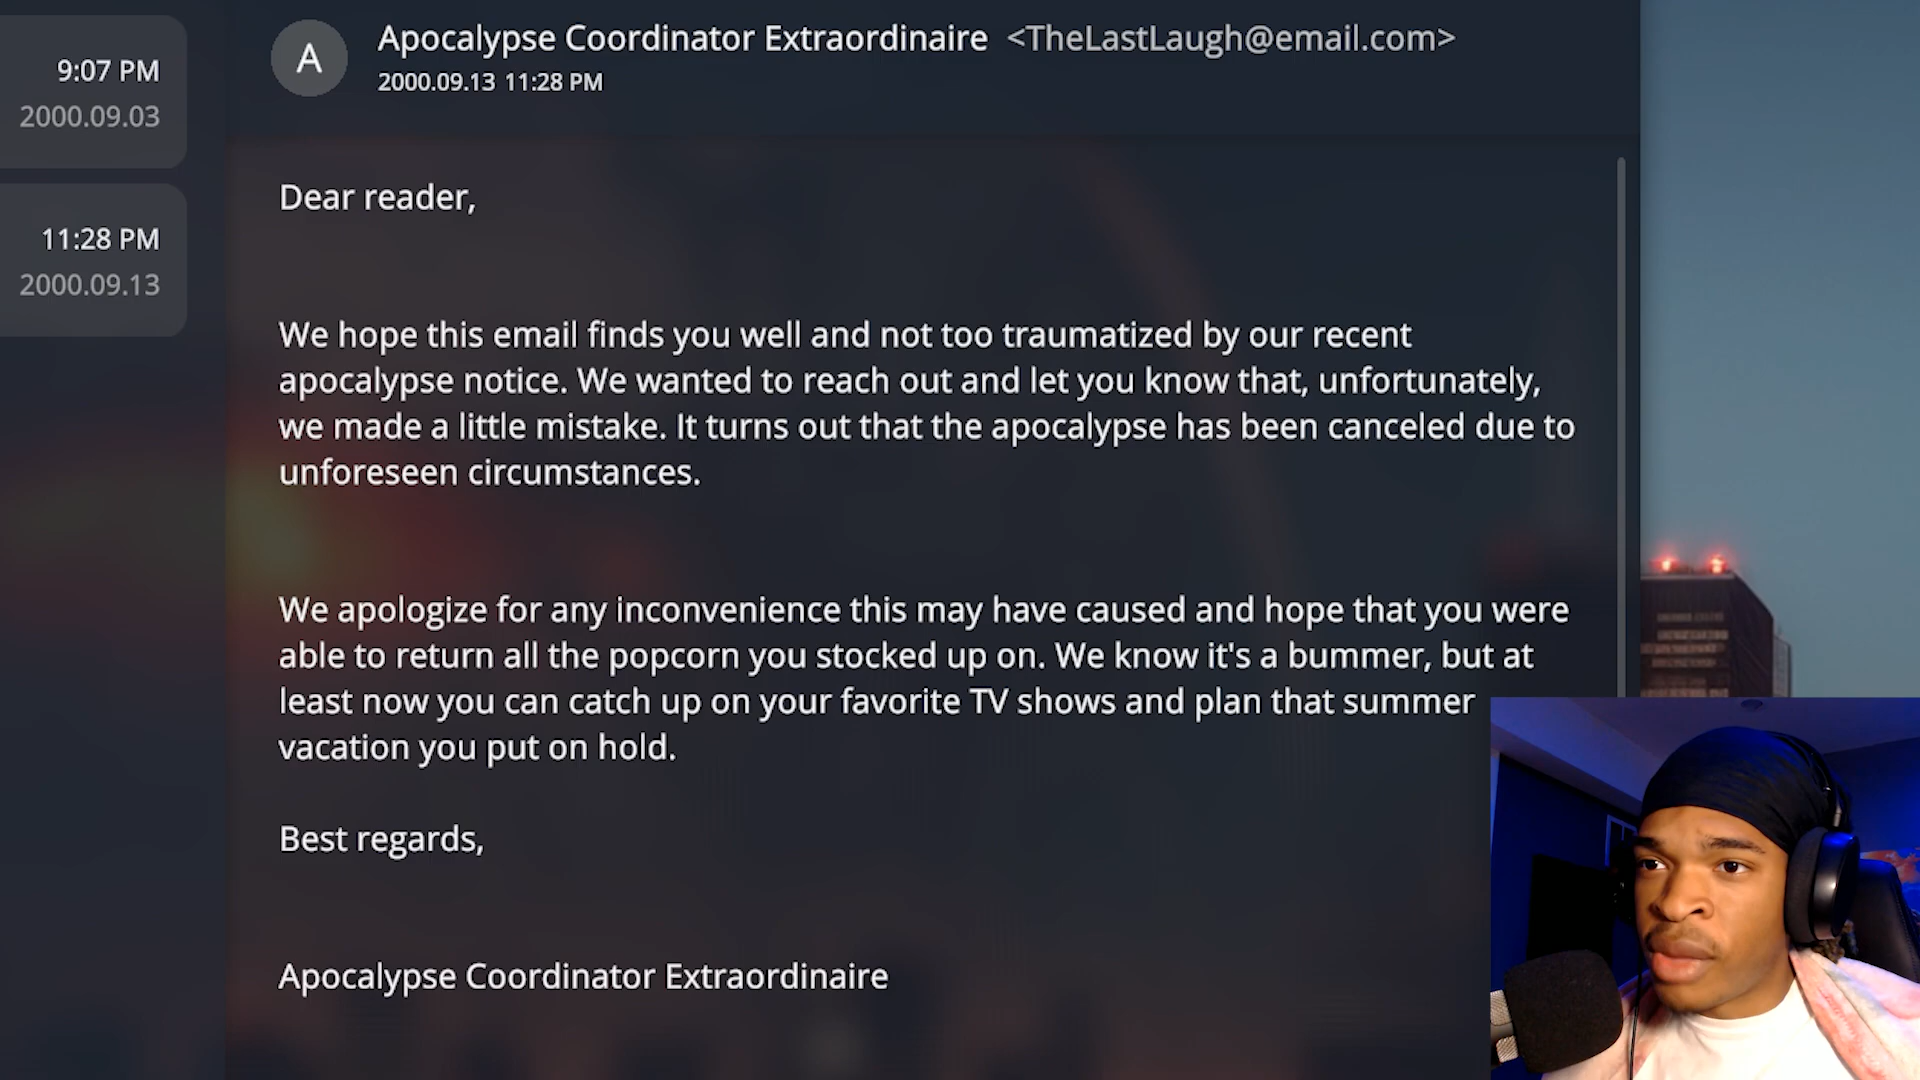 9:07 PM
2000.09.03
11:28 PM
2000.09.13
A
Apocalypse Coordinator Extraordinaire <TheLastLaugh@email.com>
2000.09.13 11:28 PM
Dear reader,
We hope this email finds you well and not too traumatized by our recent
apocalypse notice. We wanted to reach out and let you know that, unfortunately,
we made a little mistake. It turns out that the apocalypse has been canceled due to
unforeseen circumstances.
We apologize for any inconvenience this may have caused and hope that you were
able to return all the popcorn you stocked up on. We know it's a bummer, but at
least now you can catch up on your favorite TV shows and plan that summer
vacation you put on hold.
Best regards,
Apocalypse Coordinator Extraordinaire